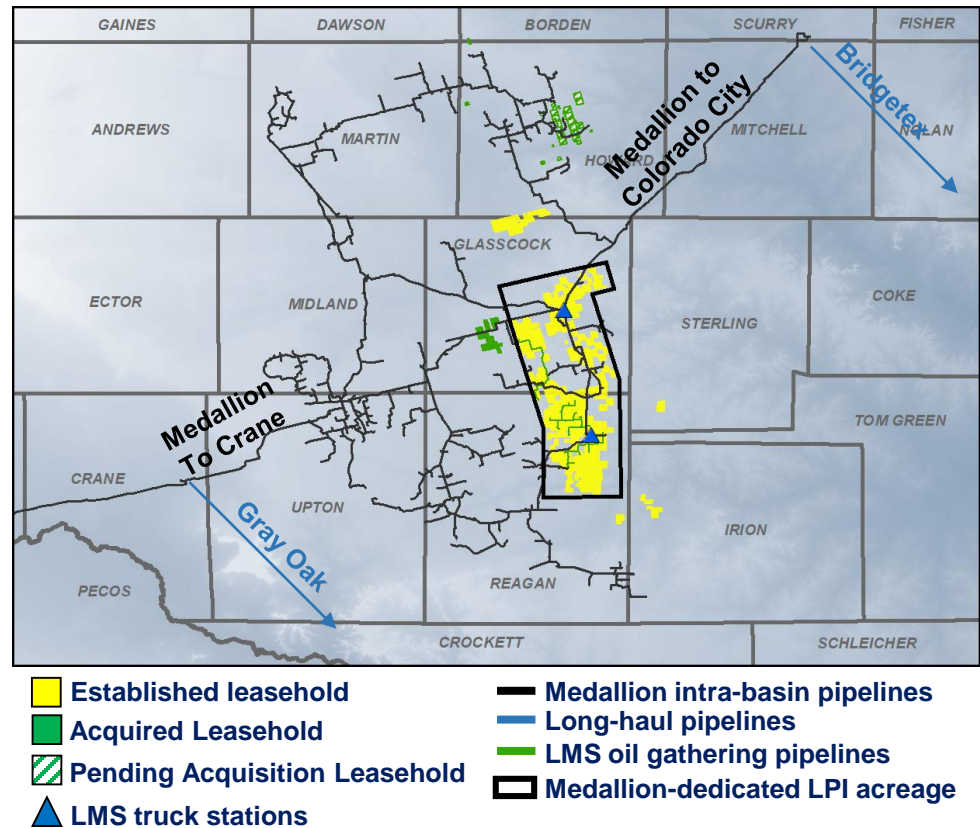 GAINES
DAWSON
BORDEN
SCURRY
FISHER
ANDREWS
MARTIN
HOWARD
MITCHELL
NOLAN
Medallion to
Colorado City
Bridgetex
ECTOR
MIDLAND
GLASSCOCK
STERLING
COKE
Medallion
To Crane
TOM GREEN
CRANE
UPTON
Gray Oak
REAGAN
IRION
PECOS
CROCKETT
SCHLEICHER
Established leasehold
Acquired Leasehold
Pending Acquisition Leasehold
LMS truck stations
Medallion intra-basin pipelines
Long-haul pipelines
LMS oil gathering pipelines
Medallion-dedicated LPI acreage